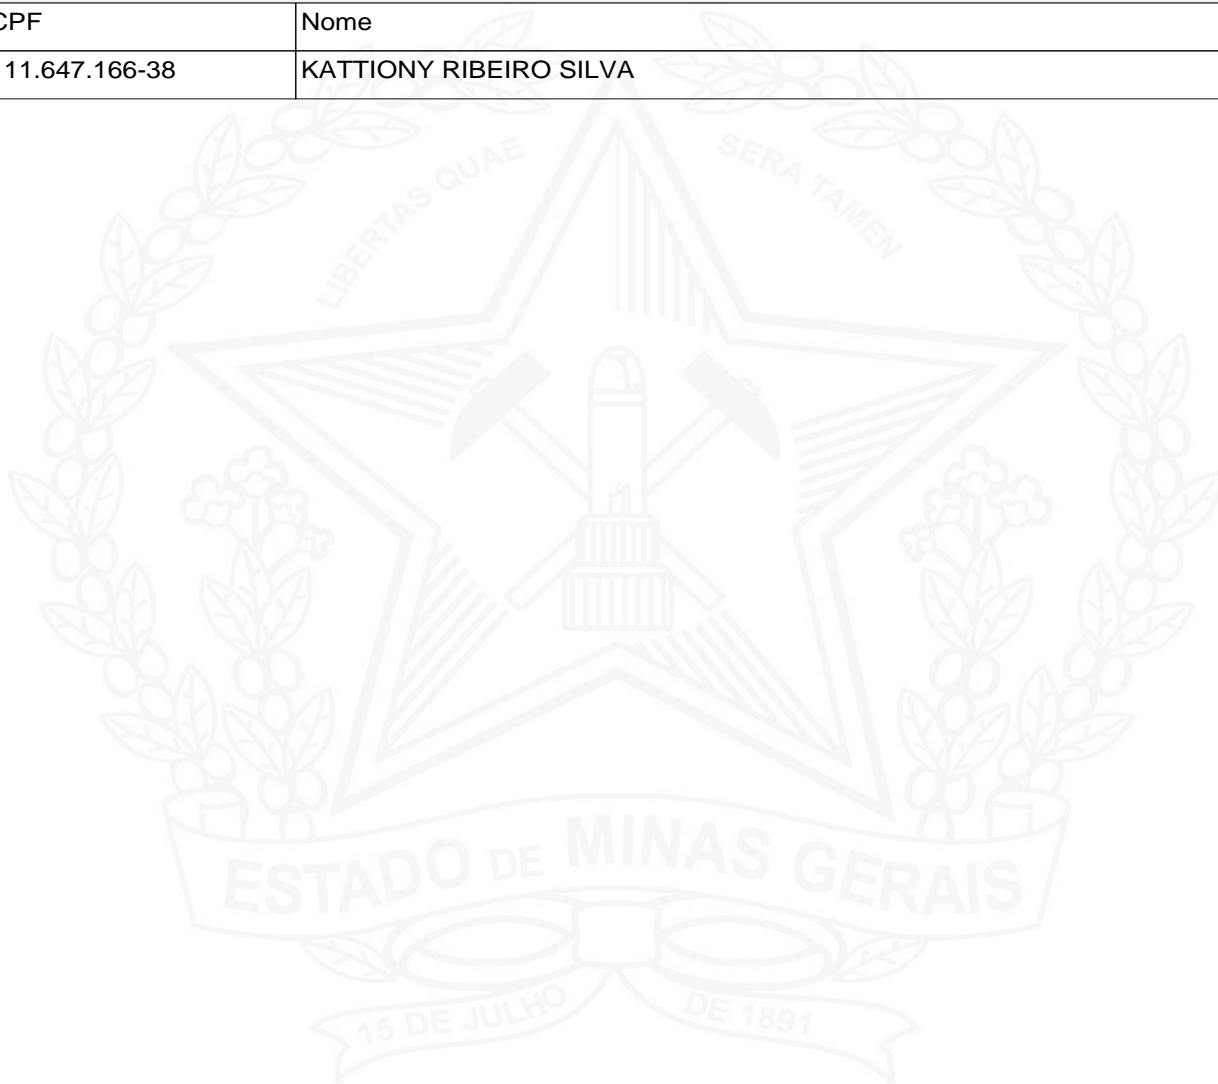 CPF Nome
11.647.166-38 KATTIONY RIBEIRO SILVA
LIBERTAS QUAE SERA TAMEN
ESTADO DE MINAS GERAIS
15 DE JULHO DE 1891